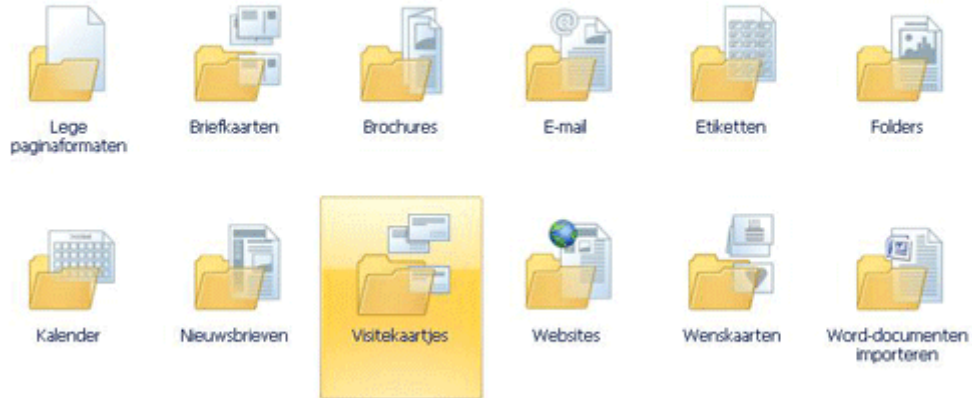 Lege
paginaformaten
Briefkaarten
Brochures
E-mail
Etiketten
Folders
Kalender
Nieuwsbrieven
Visitekaartjes
Websites
Wenskaarten
Word-documenten
importeren